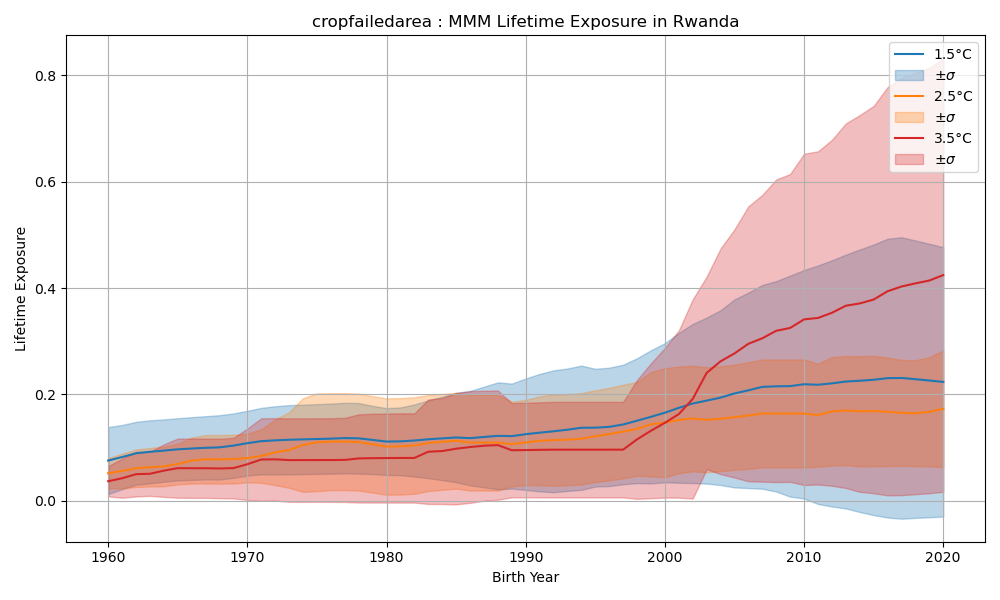 cropfailedarea : MMM Lifetime Exposure in Rwanda
1.5°C
±σ
2.5°C
±σ
3.5°C
±σ
Lifetime Exposure
0.8
0.6
0.4
0.2
0.0
1960 1970 1980 1990 2000 2010 2020
Birth Year